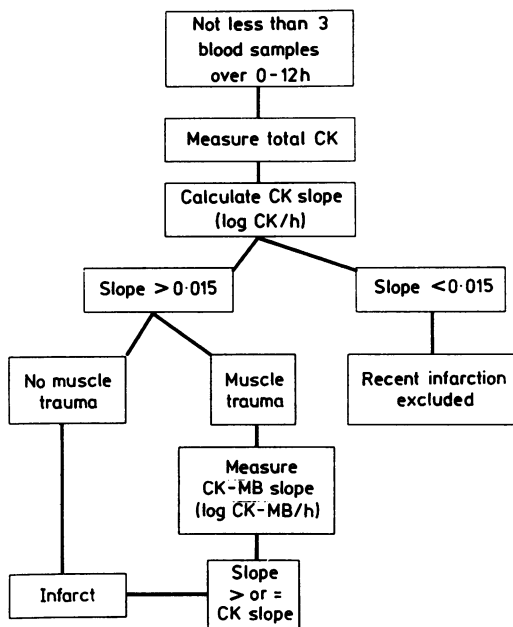 Not less than 3
blood samples
over 0-12h
Measure total CK
Calculate CK slope
(log CK/h)
Slope > 0·015
Slope < 0·015
No muscle
trauma
Muscle
trauma
Recent infarction
excluded
Measure
CK-MB slope
(log CK-MB/h)
Infarct
Slope
> or =
CK slope